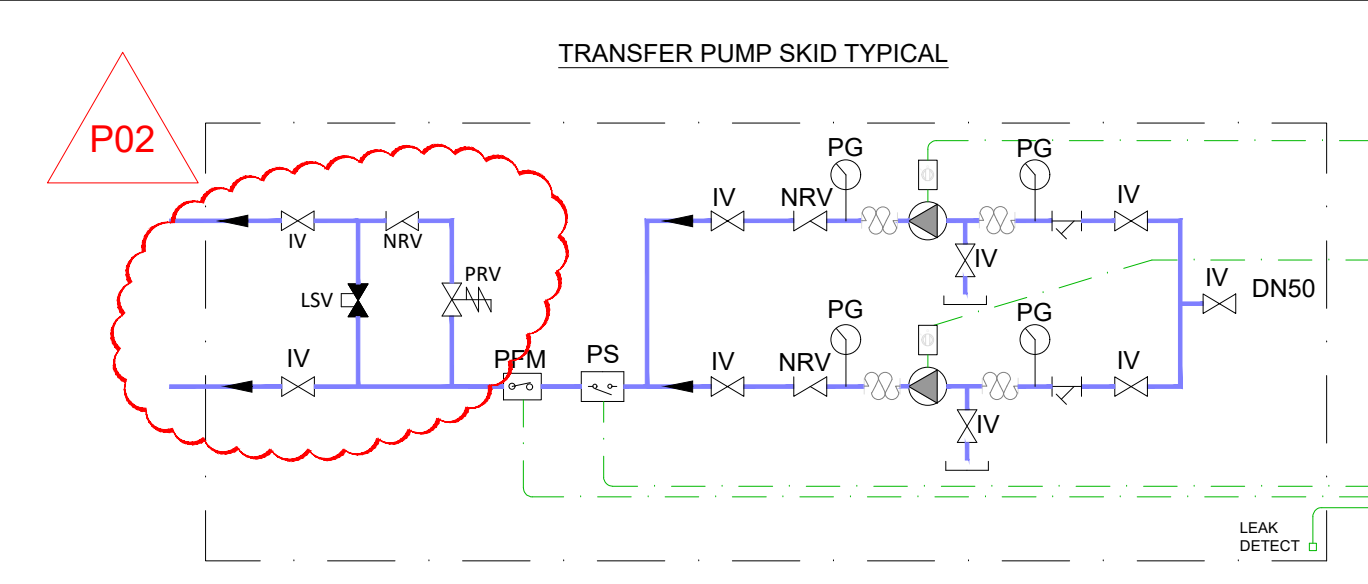 TRANSFER PUMP SKID TYPICAL
P02
PG
PG
IV
NRV
IV
IV
NRV
IV
IV
DN50
PRV
LSV
IV
PFM
PS
IV
NRV
PG
PG
IV
IV
LEAK
DETECT